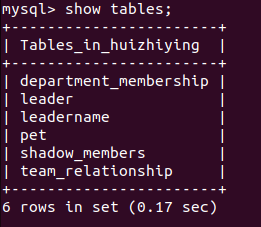 mysql> show tables;
+-----------------------+
| Tables_in_huizhiying  |
+-----------------------+
| department_membership |
| leader                |
| leadername            |
| pet                   |
| shadow_members        |
| team_relationship     |
+-----------------------+
6 rows in set (0.17 sec)